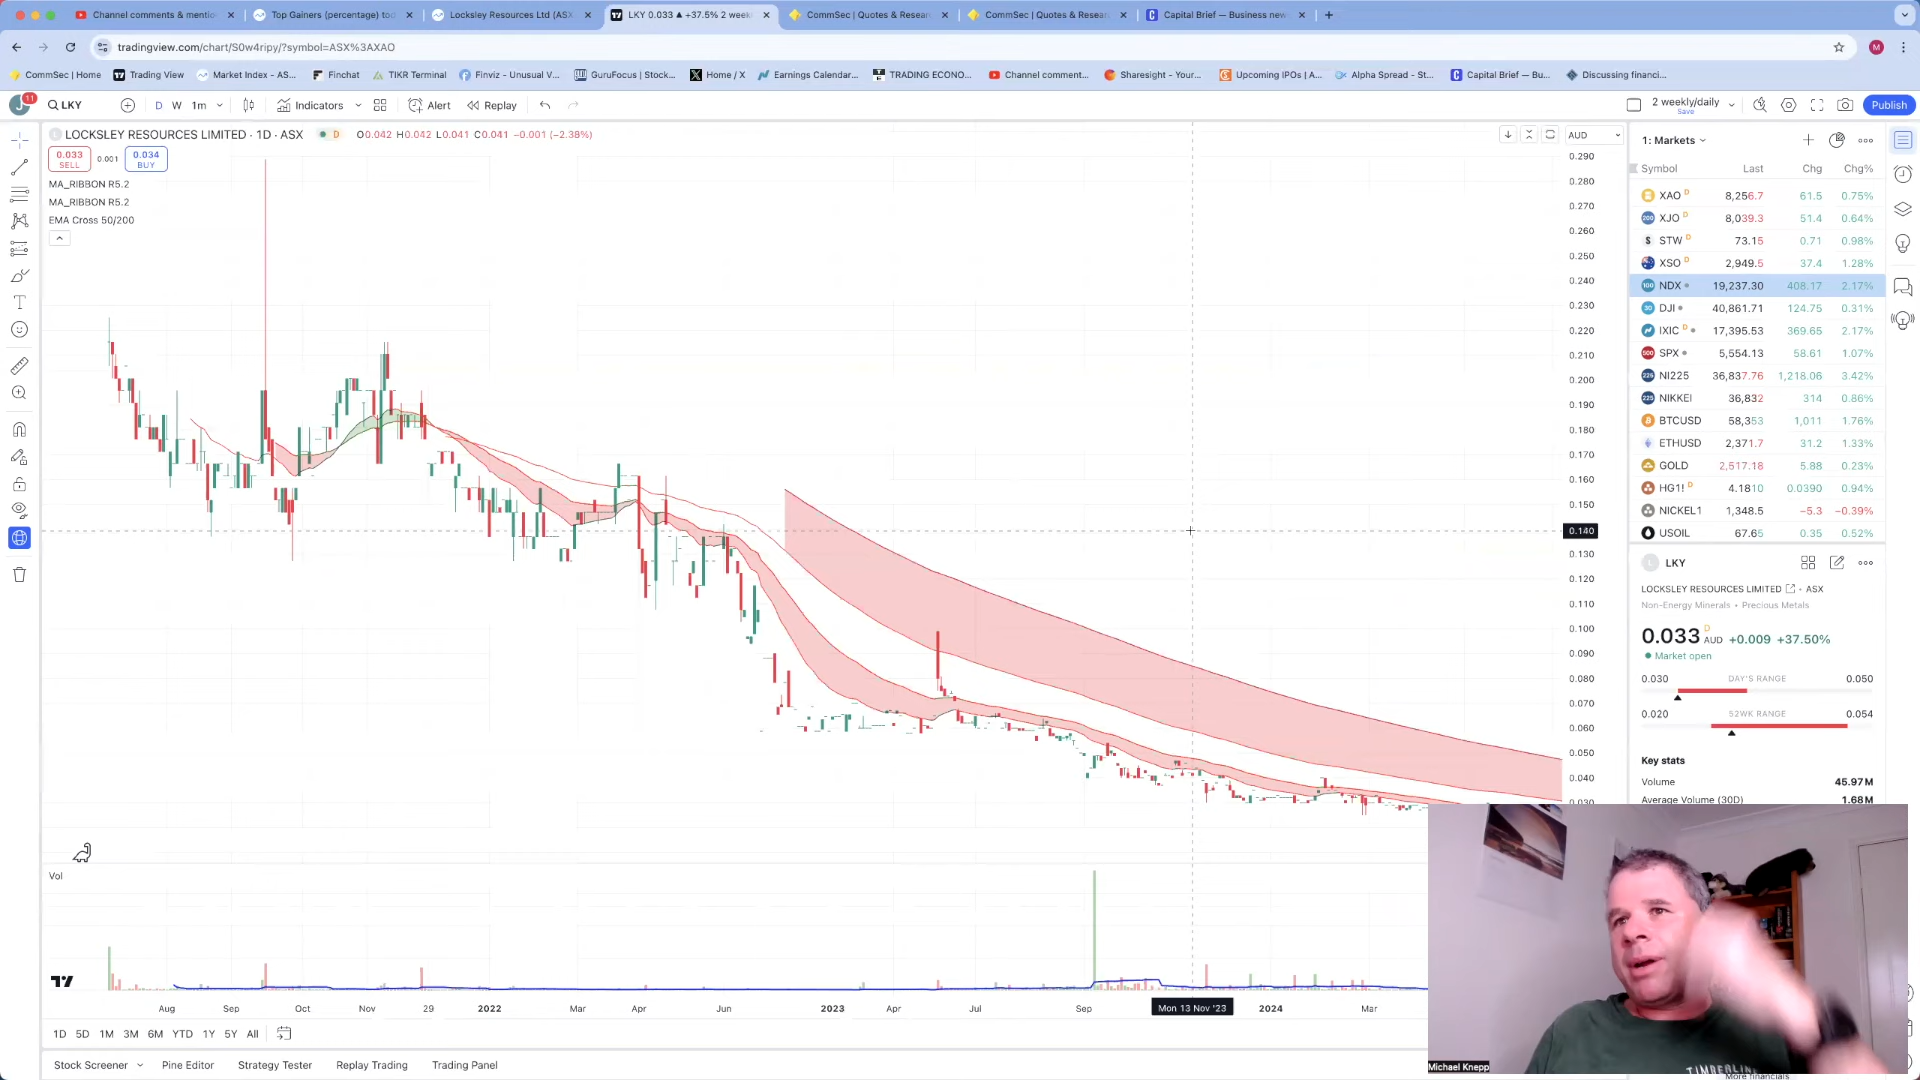 Channel comments & mentio
Top Gainers (percentage) to
Locksley Resources Ltd (ASX
LKY 0.033 ▲ +37.5% 2 week
CommSec | Quotes & Resear
CommSec | Quotes & Resear
Capital Brief — Business new
tradingview.com/chart/S0w4ripy/?symbol=ASX%3AXAO
M
CommSec | Home
Trading View
Market Index - AS...
Finchat
TIKR Terminal
Finviz - Unusual V...
GuruFocus | Stock...
Home / X
Earnings Calendar...
TRADING ECONO...
Channel comment...
Sharesight - Your...
Upcoming IPOs | A...
Alpha Spread - St...
Capital Brief — Bu...
Discussing financi...
J 11
LKY
D W 1m
Indicators
Alert
Replay
2 weekly/daily
Save
Publish
LOCKSLEY RESOURCES LIMITED · 1D · ASX
D
O0.042 H0.042 L0.041 C0.041 −0.001 (−2.38%)
0.033
SELL
0.001
0.034
BUY
MA_RIBBON R5.2
MA_RIBBON R5.2
EMA Cross 50/200
AUD
0.290
0.280
0.270
0.260
0.250
0.240
0.230
0.220
0.210
0.200
0.190
0.180
0.170
0.160
0.150
0.140
0.130
0.120
0.110
0.100
0.090
0.080
0.070
0.060
0.050
0.040
0.030
Vol
Aug Sep Oct Nov 29 2022 Mar Apr Jun 2023 Apr Jul Sep Mon 13 Nov '23 2024 Mar
1D 5D 1M 3M 6M YTD 1Y 5Y All
Stock Screener
Pine Editor
Strategy Tester
Replay Trading
Trading Panel
1: Markets
Symbol Last Chg Chg%
XAO D 8,256.7 61.5 0.75%
XJO D 8,039.3 51.4 0.64%
STW D 73.15 0.71 0.98%
XSO D 2,949.5 37.4 1.28%
NDX 19,237.30 408.17 2.17%
DJI 40,861.71 124.75 0.31%
IXIC D 17,395.53 369.65 2.17%
SPX 5,554.13 58.61 1.07%
NI225 36,837.76 1,218.06 3.42%
NIKKEI 36,832 314 0.86%
BTCUSD 58,353 1,011 1.76%
ETHUSD 2,371.7 31.2 1.33%
GOLD 2,517.18 5.88 0.23%
HG1! D 4.1810 0.0390 0.94%
NICKEL1 1,348.5 −5.3 −0.39%
USOIL 67.65 0.35 0.52%
LKY
LOCKSLEY RESOURCES LIMITED · ASX
Non-Energy Minerals • Precious Metals
0.033 D AUD +0.009 +37.50%
Market open
0.030 DAY'S RANGE 0.050
0.020 52WK RANGE 0.054
Key stats
Volume 45.97M
Average Volume (30D) 1.68M
TIMBERLAN
Michael Knepp
More financials